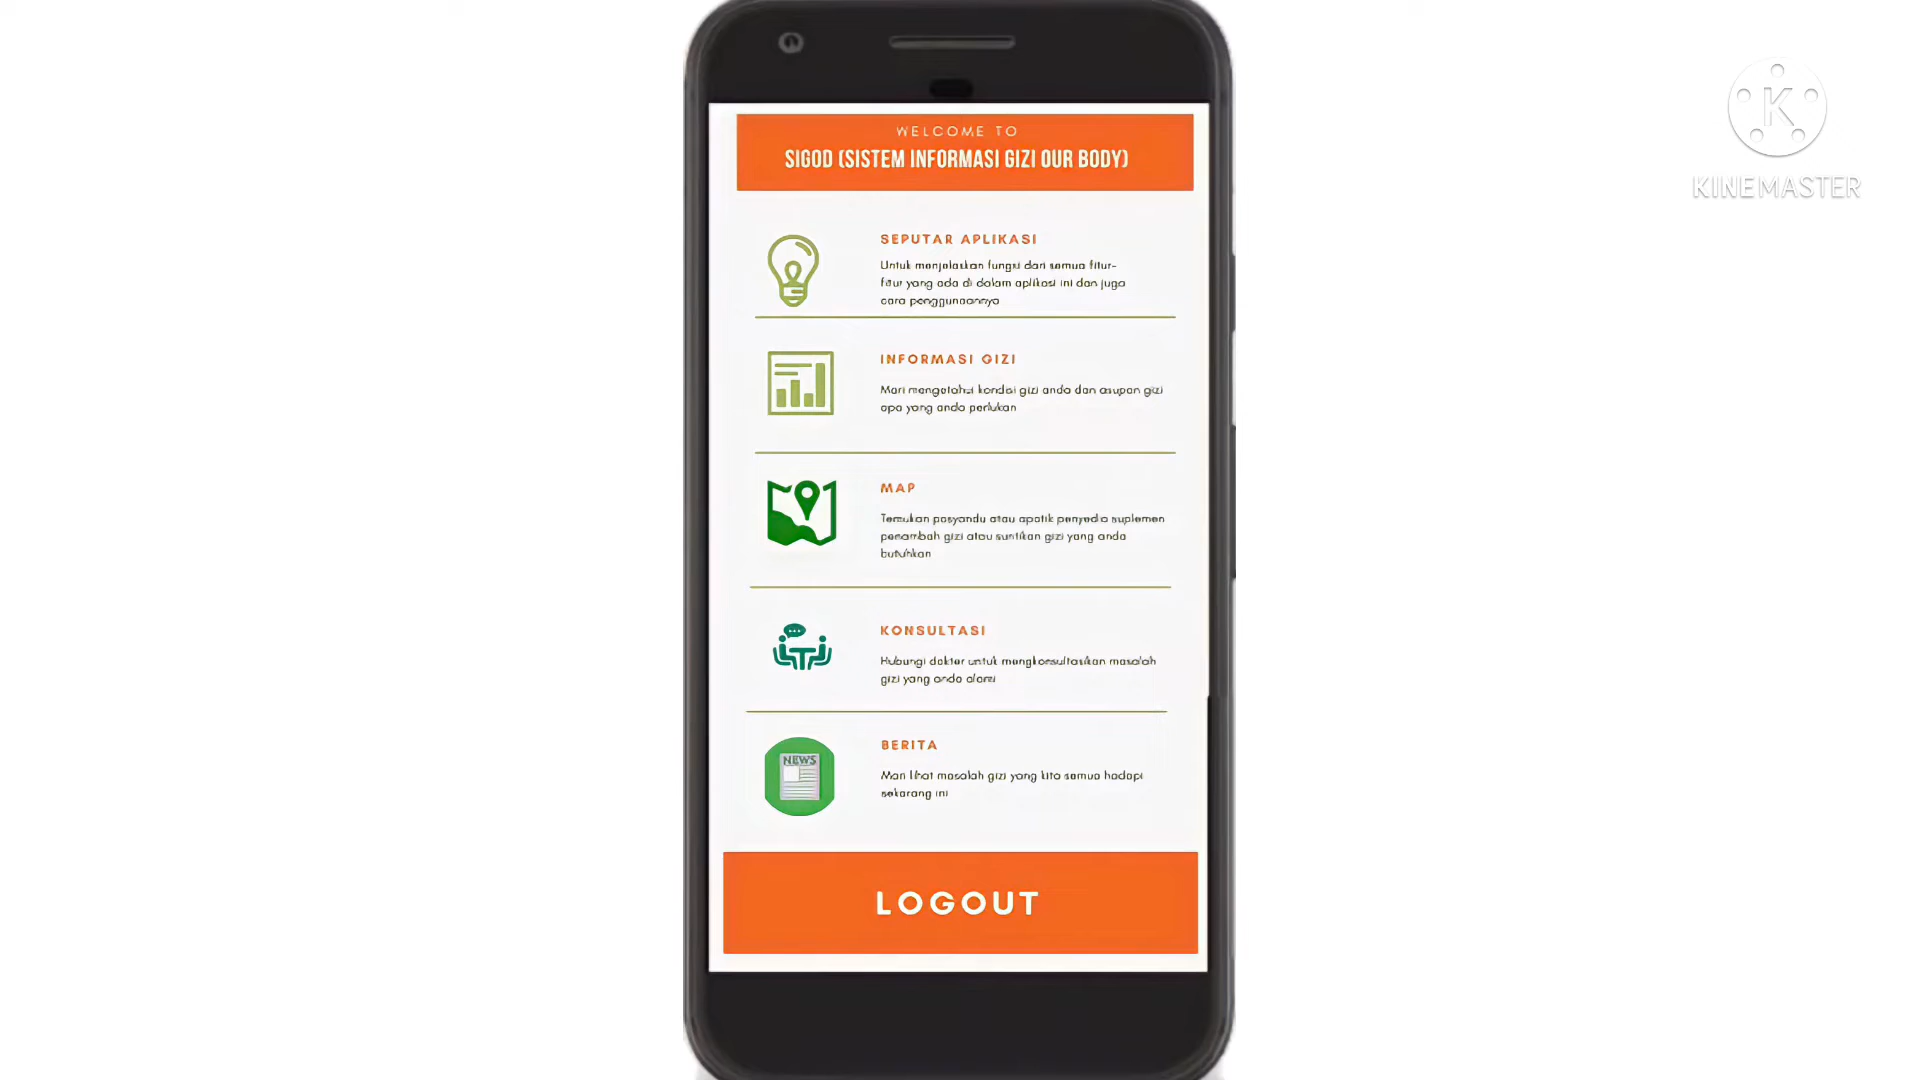 WELCOME TO
SIGOD (SISTEM INFORMASI GIZI OUR BODY)
SEPUTAR APLIKASI
Untuk menjelaskan fungsi dari semua fitur-
fitur yang ada di dalam aplikasi ini dan juga
cara penggunaannya
INFORMASI GIZI
Mari mengetahui kondisi gizi anda dan asupan gizi
apa yang anda perlukan
MAP
Temukan posyandu atau apotik penyedia suplemen
penambah gizi atau suntikan gizi yang anda
butuhkan
KONSULTASI
Hubungi dokter untuk mengkonsultasikan masalah
gizi yang anda alami
NEWS
BERITA
Mari lihat masalah gizi yang kita semua hadapi
sekarang ini
LOGOUT
K
KINEMASTER